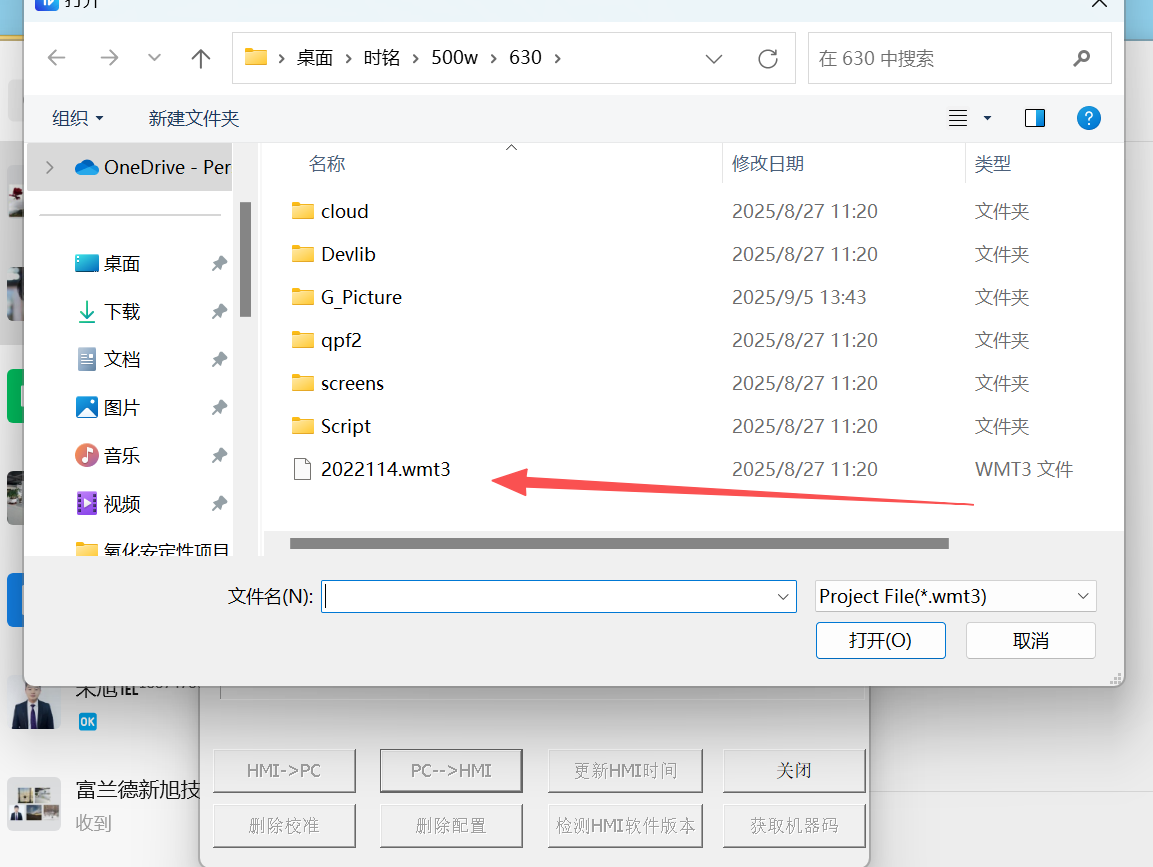 打开
桌面 时铭 500w 630
在 630 中搜索
组织 新建文件夹
OneDrive - Per
名称 修改日期 类型
cloud 2025/8/27 11:20 文件夹
Devlib 2025/8/27 11:20 文件夹
G_Picture 2025/9/5 13:43 文件夹
qpf2 2025/8/27 11:20 文件夹
screens 2025/8/27 11:20 文件夹
Script 2025/8/27 11:20 文件夹
2022114.wmt3 2025/8/27 11:20 WMT3 文件
桌面
下载
文档
图片
音乐
视频
氧化安定性项目
文件名(N): Project File(*.wmt3)
打开(O) 取消
OK
富兰德新旭技
收到
HMI->PC PC-->HMI 更新HMI时间 关闭
删除校准 删除配置 检测HMI软件版本 获取机器码